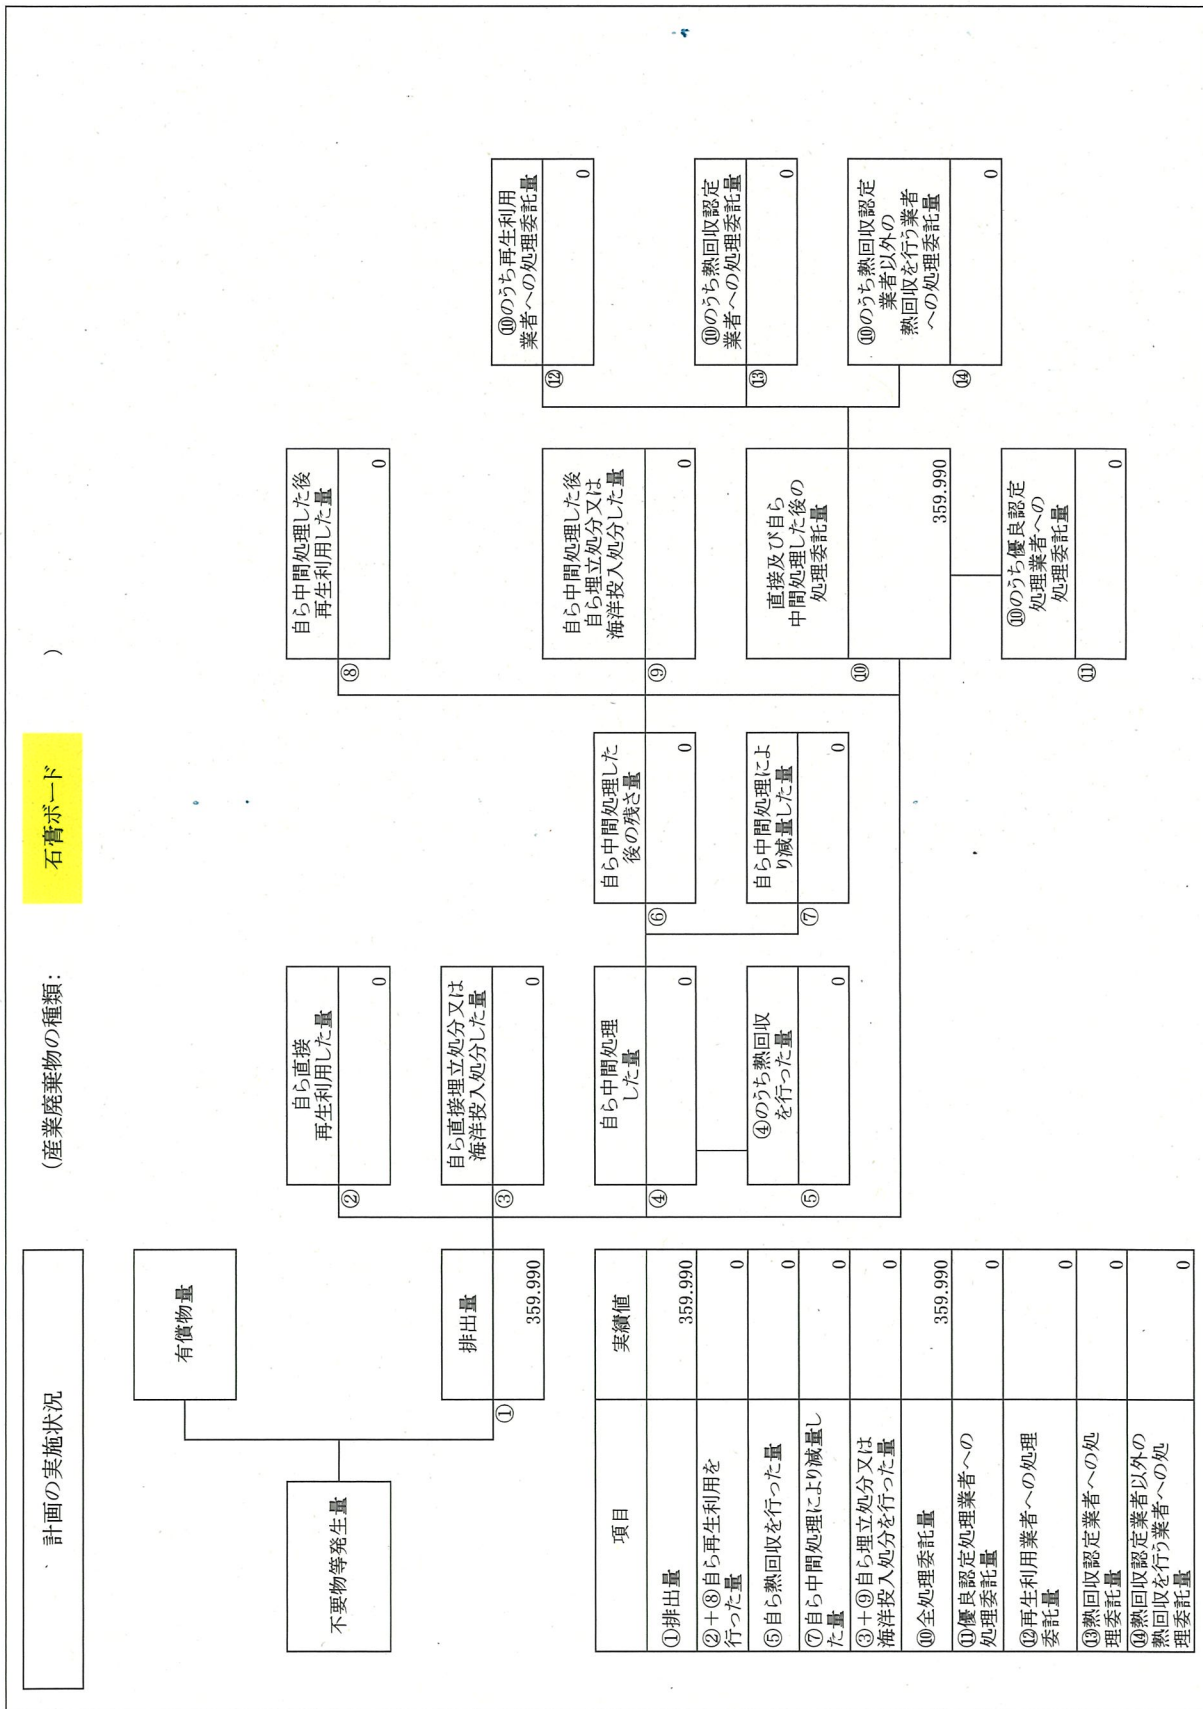 計画の実施状況
(産業廃棄物の種類:
石膏ボード
)
不要物等発生量
有償物量
排出量
①
359.990
自ら直接
再生利用した量
②
0
自ら直接埋立処分又は
海洋投入処分した量
③
0
自ら中間処理
した量
④
0
④のうち熱回収
を行った量
⑤
0
自ら中間処理した
後の残さ量
⑥
0
自ら中間処理によ
り減量した量
⑦
0
自ら中間処理した後
再生利用した量
⑧
0
自ら中間処理した後
自ら埋立処分又は
海洋投入処分した量
⑨
0
直接及び自ら
中間処理した後の
処理委託量
⑩
359.990
⑩のうち優良認定
処理業者への
処理委託量
⑪
0
⑩のうち再生利用
業者への処理委託量
⑫
0
⑩のうち熱回収認定
業者への処理委託量
⑬
0
⑩のうち熱回収認定
業者以外の
熱回収を行う業者
への処理委託量
⑭
0
項目
実績値
①排出量
359.990
②+⑧自ら再生利用を
行った量
0
⑤自ら熱回収を行った量
0
⑦自ら中間処理により減量し
た量
0
③+⑨自ら埋立処分又は
海洋投入処分を行った量
0
⑩全処理委託量
359.990
⑪優良認定処理業者への
処理委託量
0
⑫再生利用業者への処理
委託量
0
⑬熱回収認定業者への処
理委託量
0
⑭熱回収認定業者以外の
熱回収を行う業者への処
理委託量
0